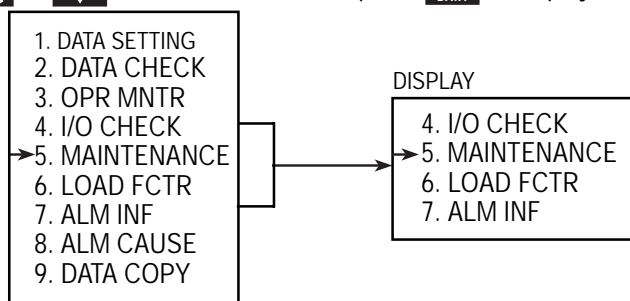 1. DATA SETTING
2. DATA CHECK
3. OPR MNTR
4. I/O CHECK
5. MAINTENANCE
6. LOAD FCTR
7. ALM INF
8. ALM CAUSE
9. DATA COPY
DISPLAY
4. I/O CHECK
5. MAINTENANCE
6. LOAD FCTR
7. ALM INF